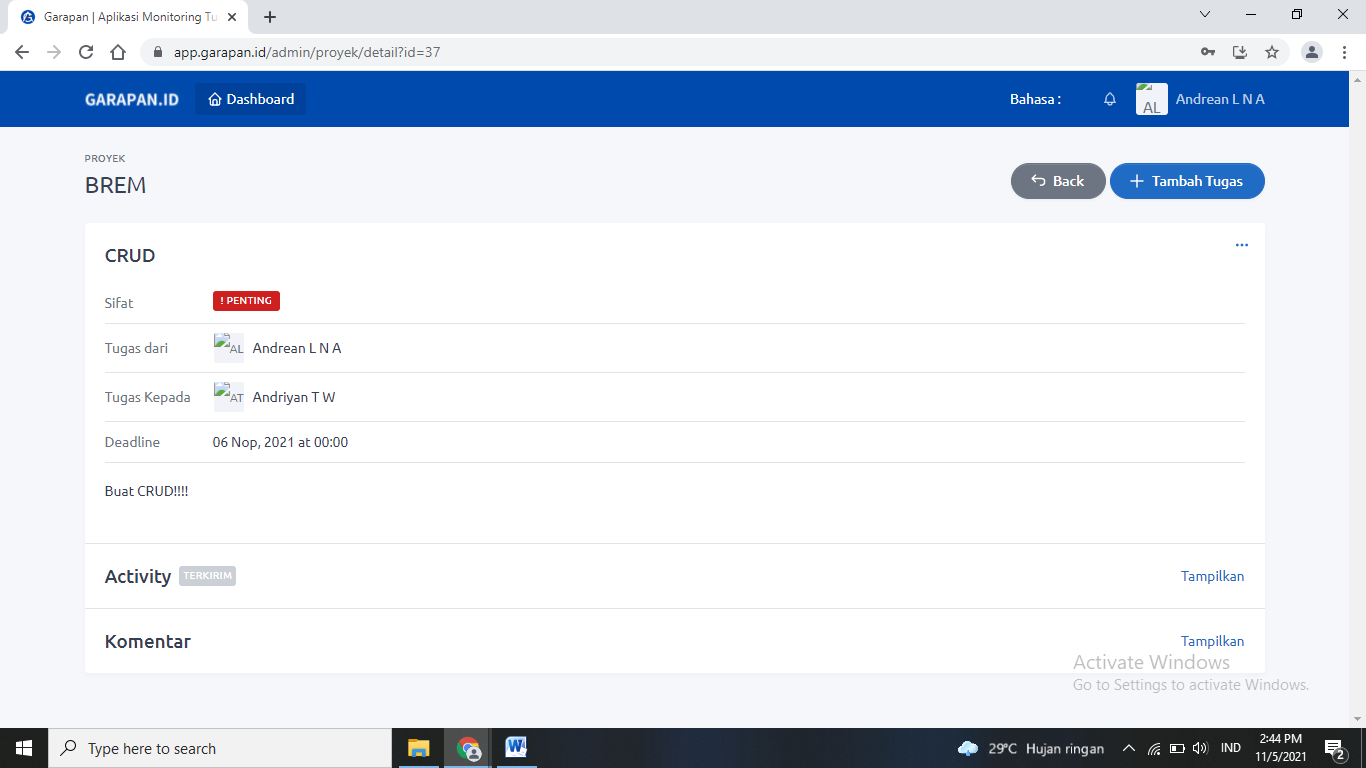 Garapan | Aplikasi Monitoring Tu
app.garapan.id/admin/proyek/detail?id=37
GARAPAN.ID Dashboard Bahasa : AL Andrean L N A
PROYEK
BREM
Back + Tambah Tugas
CRUD
Sifat ! PENTING
Tugas dari AL Andrean L N A
Tugas Kepada AT Andriyan T W
Deadline 06 Nop, 2021 at 00:00
Buat CRUD!!!!
Activity TERKIRIM Tampilkan
Komentar Tampilkan
Activate Windows
Go to Settings to activate Windows.
Type here to search 29°C Hujan ringan IND 2:44 PM
11/5/2021 2